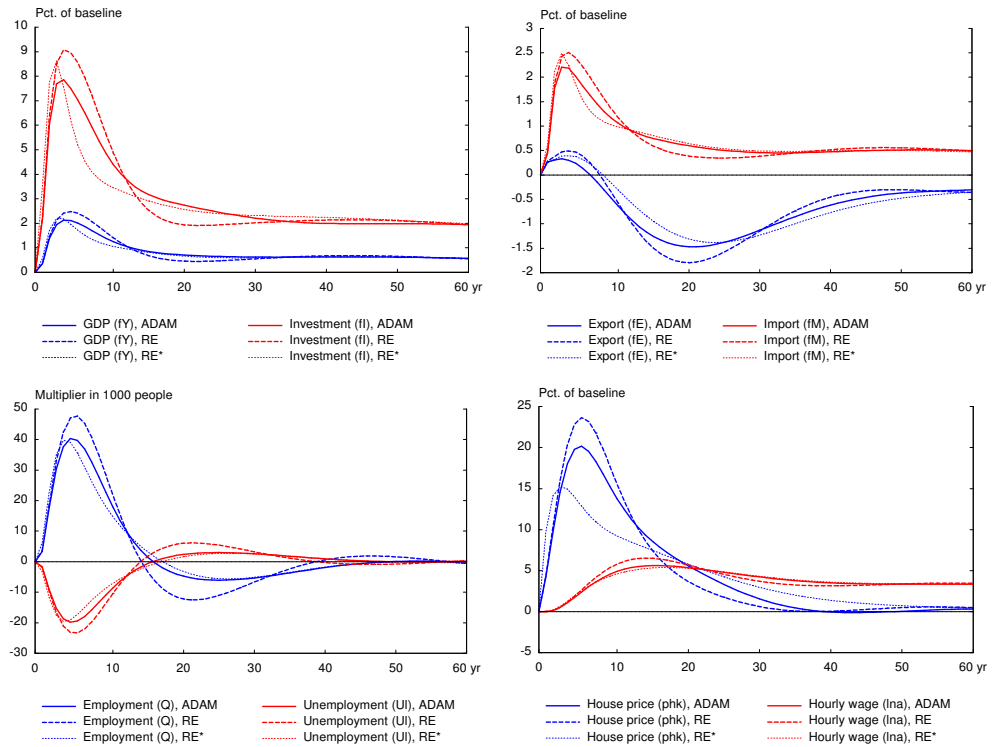 Pct. of baseline
10
9
8
7
6
5
4
3
2
1
0
0 10 20 30 40 50 60 yr
GDP (fY), ADAM Investment (fI), ADAM
GDP (fY), RE Investment (fI), RE
GDP (fY), RE* Investment (fI), RE*
Pct. of baseline
3
2.5
2
1.5
1
0.5
0
-0.5
-1
-1.5
-2
0 10 20 30 40 50 60 yr
Export (fE), ADAM Import (fM), ADAM
Export (fE), RE Import (fM), RE
Export (fE), RE* Import (fM), RE*
Multiplier in 1000 people
50
40
30
20
10
0
-10
-20
-30
0 10 20 30 40 50 60 yr
Employment (Q), ADAM Unemployment (Ul), ADAM
Employment (Q), RE Unemployment (Ul), RE
Employment (Q), RE* Unemployment (Ul), RE*
Pct. of baseline
25
20
15
10
5
0
-5
0 10 20 30 40 50 60 yr
House price (phk), ADAM Hourly wage (lna), ADAM
House price (phk), RE Hourly wage (lna), RE
House price (phk), RE* Hourly wage (lna), RE*